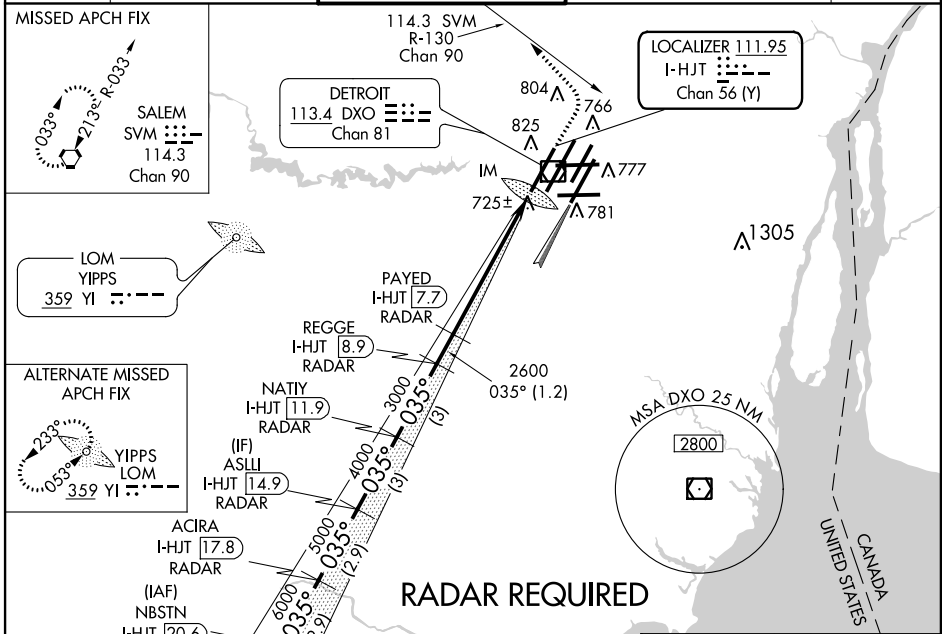 MISSED APCH FIX
033°
213°
R-033
SALEM
SVM
114.3
Chan 90
114.3 SVM
R-130
Chan 90
LOCALIZER 111.95
I-HJT
Chan 56 (Y)
DETROIT
113.4 DXO
Chan 81
804
766
825
777
IM
725±
781
1305
LOM
YIPPS
359 YI
PAYED
I-HJT 7.7
RADAR
REGGE
I-HJT 8.9
RADAR
2600
035° (1.2)
NATIY
I-HJT 11.9
RADAR
3000
035°
(3)
ALTERNATE MISSED
APCH FIX
233°
053°
YIPPS
LOM
359 YI
(IF)
ASLLI
I-HJT 14.9
RADAR
4000
035°
(3)
MSA DXO 25 NM
2800
ACIRA
I-HJT 17.8
RADAR
5000
035°
(2.9)
RADAR REQUIRED
CANADA
UNITED STATES
(IAF)
NBSTN
I-HJT 20.6
6000
035°